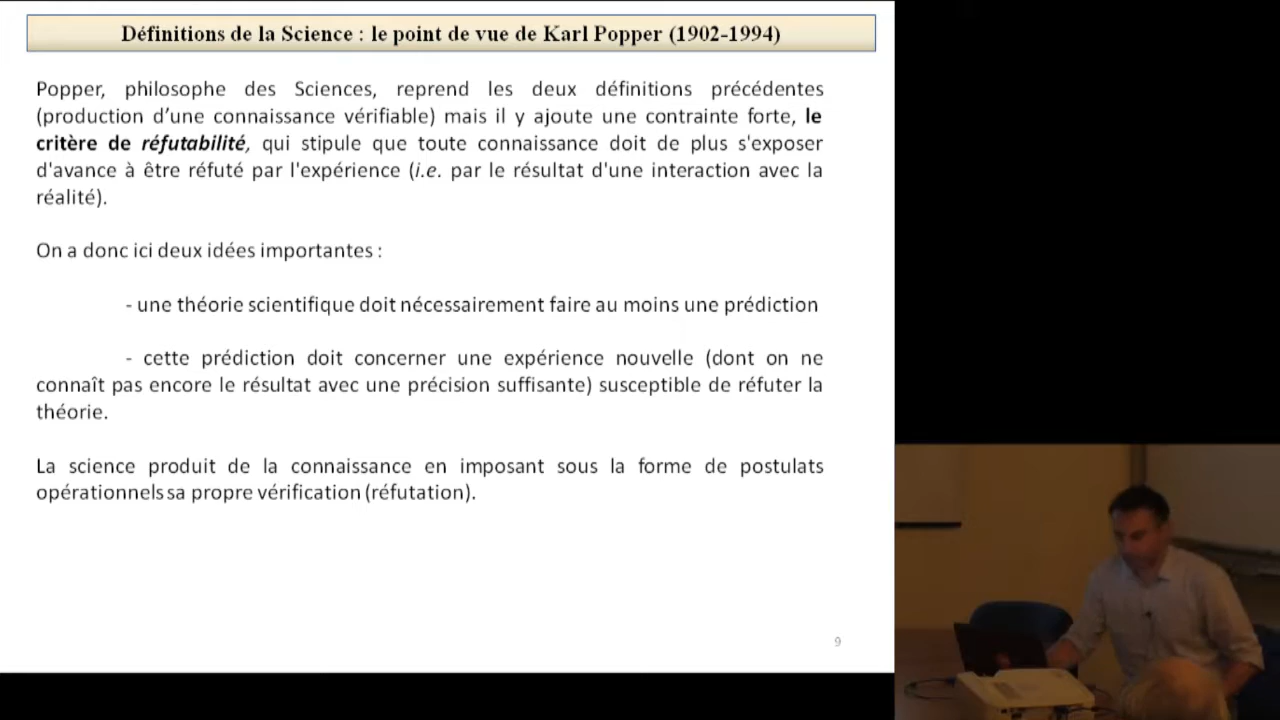 Définitions de la Science : le point de vue de Karl Popper (1902-1994)
Popper, philosophe des Sciences, reprend les deux définitions précédentes
(production d’une connaissance vérifiable) mais il y ajoute une contrainte forte, le
critère de réfutabilité, qui stipule que toute connaissance doit de plus s'exposer
d'avance à être réfuté par l'expérience (i.e. par le résultat d'une interaction avec la
réalité).
On a donc ici deux idées importantes :
- une théorie scientifique doit nécessairement faire au moins une prédiction
- cette prédiction doit concerner une expérience nouvelle (dont on ne
connaît pas encore le résultat avec une précision suffisante) susceptible de réfuter la
théorie.
La science produit de la connaissance en imposant sous la forme de postulats
opérationnels sa propre vérification (réfutation).
9